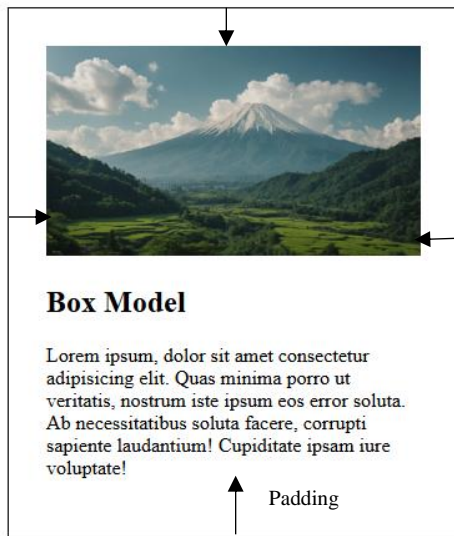 Box Model
Lorem ipsum, dolor sit amet consectetur
adipisicing elit. Quas minima porro ut
veritatis, nostrum iste ipsum eos error soluta.
Ab necessitatibus soluta facere, corrupti
sapiente laudantium! Cupiditate ipsam iure
voluptate!
Padding